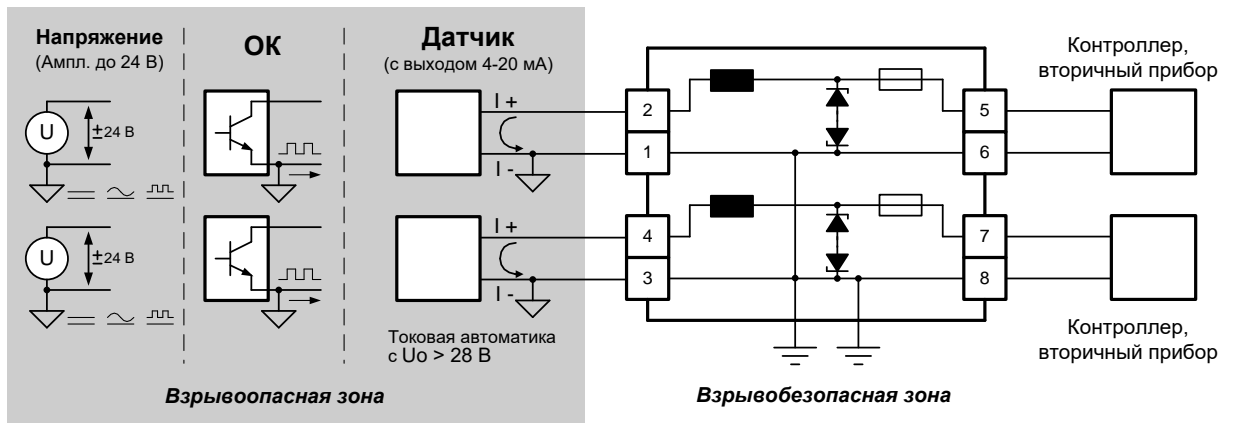 Напряжение
(Ампл. до 24 В)
ОК
Датчик
(с выходом 4-20 мА)
Контроллер,
вторичный прибор
U
±24 В
I +
I -
2
1
5
6
U
±24 В
I +
I -
4
3
7
8
Токовая автоматика
с Uo > 28 В
Контроллер,
вторичный прибор
Взрывоопасная зона
Взрывобезопасная зона